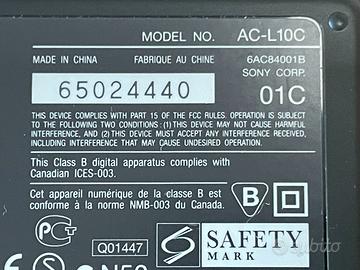 MODEL NO. AC-L10C
MADE IN CHINA FABRIQUE AU CHINE 6AC84001B
SONY CORP.
65024440 01C
THIS DEVICE COMPLIES WITH PART 15 OF THE FCC RULES. OPERATION IS SUBJECT
TO THE FOLLOWING TWO CONDITIONS: (1) THIS DEVICE MAY NOT CAUSE HARMFUL
INTERFERENCE, AND (2) THIS DEVICE MUST ACCEPT ANY INTERFERENCE RECEIVED,
INCLUDING INTERFERENCE THAT MAY CAUSE UNDESIRED OPERATION.
This Class B digital apparatus complies with
Canadian ICES-003.
Cet appareil numérique de la classe B est
conforme à la norme NMB-003 du Canada.
B
PCT
Q01447
SAFETY
MARK
CE
subito